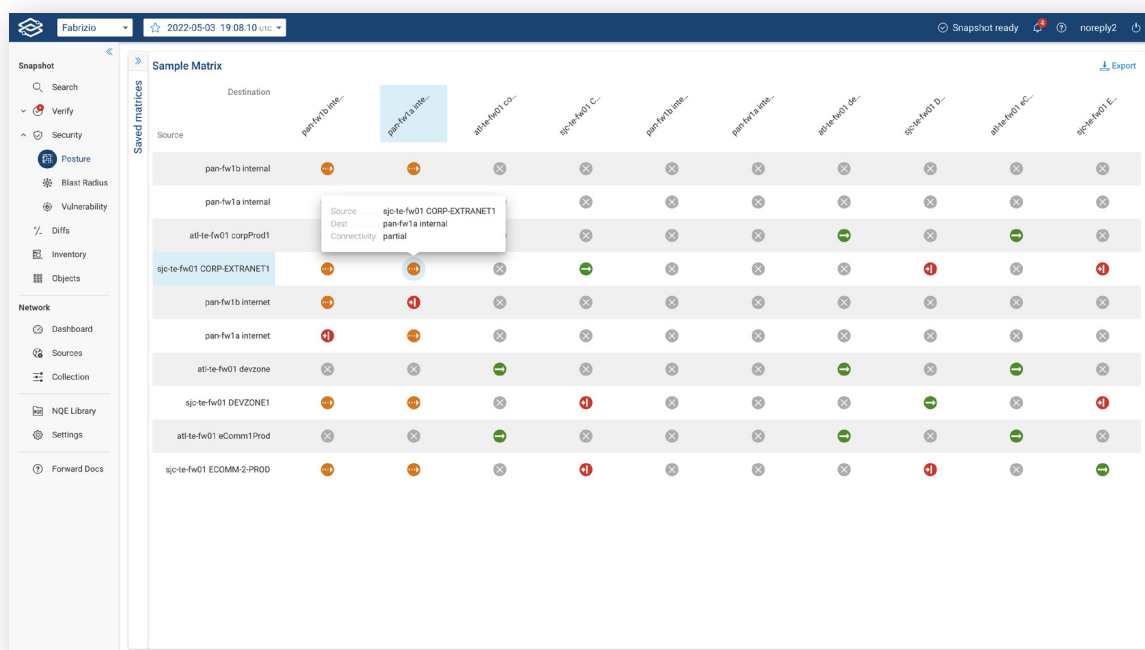 Fabrizio
2022-05-03 19:08:10 UTC
Snapshot ready
4
noreply2
Snapshot
Search
Verify
Security
Posture
Blast Radius
Vulnerability
Diffs
Inventory
Objects
Network
Dashboard
Sources
Collection
NQE Library
Settings
Forward Docs
Saved matrices
Sample Matrix
Export
Destination
Source
pan-fw1b inte...
pan-fw1a inte...
atl-te-fw01 co...
sjc-te-fw01 C...
pan-fw1b inte...
pan-fw1a inte...
atl-te-fw01 de...
sjc-te-fw01 D...
atl-te-fw01 eC...
sjc-te-fw01 E...
pan-fw1b internal
pan-fw1a internal
atl-te-fw01 corpProd1
sjc-te-fw01 CORP-EXTRANET1
pan-fw1b internet
pan-fw1a internet
atl-te-fw01 devzone
sjc-te-fw01 DEVZONE1
atl-te-fw01 eComm1Prod
sjc-te-fw01 ECOMM-2-PROD
Source ..... sjc-te-fw01 CORP-EXTRANET1
Dest ....... pan-fw1a internal
Connectivity partial